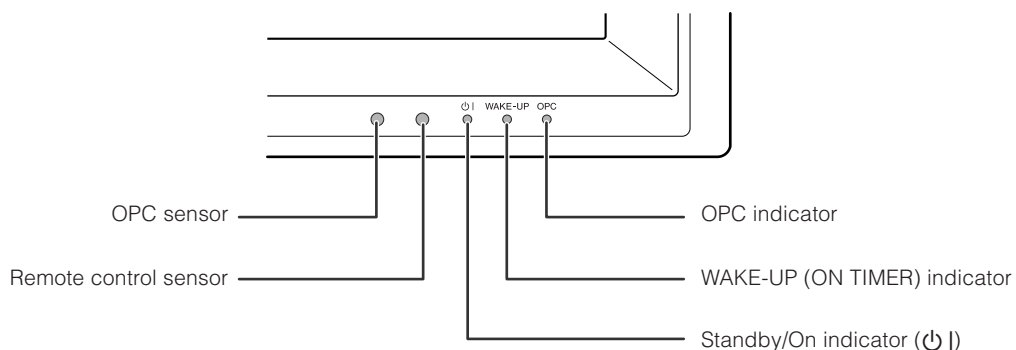 ⏻ | WAKE-UP OPC
OPC sensor
OPC indicator
Remote control sensor
WAKE-UP (ON TIMER) indicator
Standby/On indicator (⏻ |)